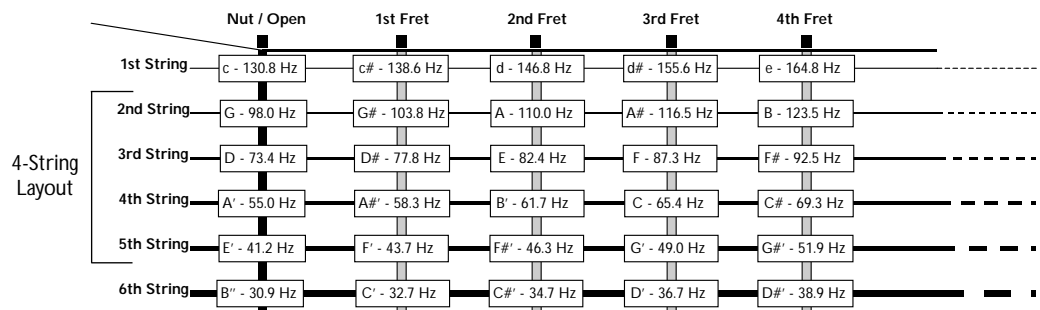 Nut / Open 1st Fret 2nd Fret 3rd Fret 4th Fret
1st String c - 130.8 Hz c# - 138.6 Hz d - 146.8 Hz d# - 155.6 Hz e - 164.8 Hz
2nd String G - 98.0 Hz G# - 103.8 Hz A - 110.0 Hz A# - 116.5 Hz B - 123.5 Hz
3rd String D - 73.4 Hz D# - 77.8 Hz E - 82.4 Hz F - 87.3 Hz F# - 92.5 Hz
4-String
Layout
4th String A′ - 55.0 Hz A#′ - 58.3 Hz B′ - 61.7 Hz C - 65.4 Hz C# - 69.3 Hz
5th String E′ - 41.2 Hz F′ - 43.7 Hz F#′ - 46.3 Hz G′ - 49.0 Hz G#′ - 51.9 Hz
6th String B′′ - 30.9 Hz C′ - 32.7 Hz C#′ - 34.7 Hz D′ - 36.7 Hz D#′ - 38.9 Hz